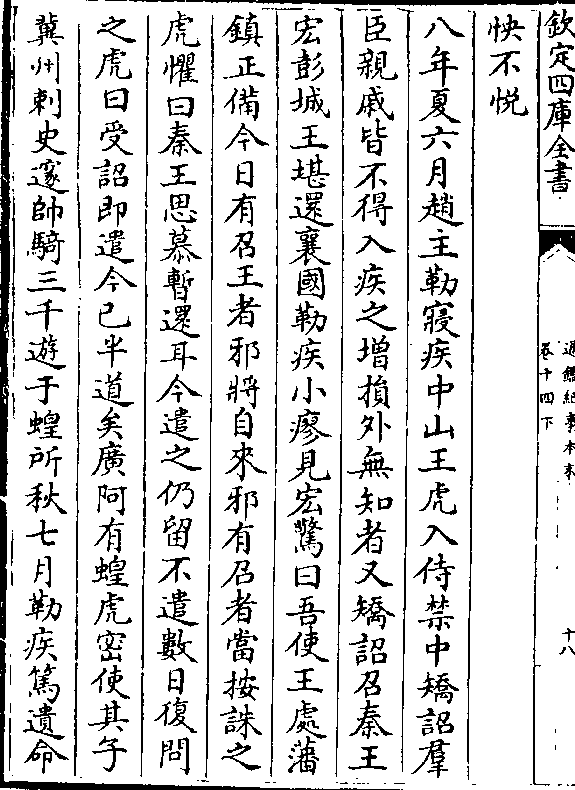 欽定四庫全書
通鑑紀事本末
卷十四下
十八
怏不悅
八年夏六月趙主勒寢疾中山王虎入侍禁中矯詔羣
臣親戚皆不得入疾之增損外無知者又矯詔召秦王
宏彭城王堪還襄國勒疾小瘳見宏驚曰吾使王處藩
鎮正備今日有召王者邪將自來邪有召者當按誅之
虎懼曰秦王思慕暫還耳今遣之仍留不遣數日復問
之虎曰受詔即遣今已半道矣廣阿有蝗虎密使其子
冀州刺史邃帥騎三千遊于蝗所秋七月勒疾篤遺命